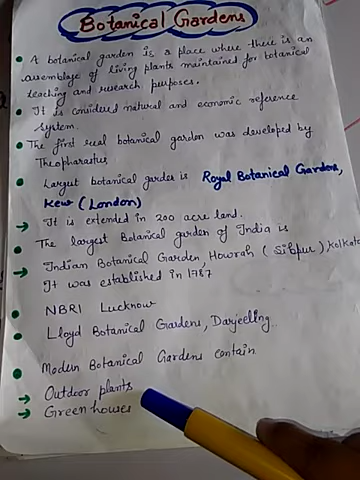 Botanical Gardens
• A botanical garden is a place where there is an
assemblage of living plants maintained for botanical
teaching and research purposes.
• It is considered natural and economic reference
system.
• The first real botanical garden was developed by
Theopharastus
• Largest botanical garden is Royal Botanical Gardens,
Kew (London)
→ It is extended in 200 acre land.
• The largest Botanical garden of India is
→ Indian Botanical Garden, Howrah (Sibpur) Kolkata
It was established in 1787
• NBRI Lucknow
• Lloyd Botanical Gardens, Darjeeling.
• Modern Botanical Gardens contain
→ Outdoor plants
→ Green houses